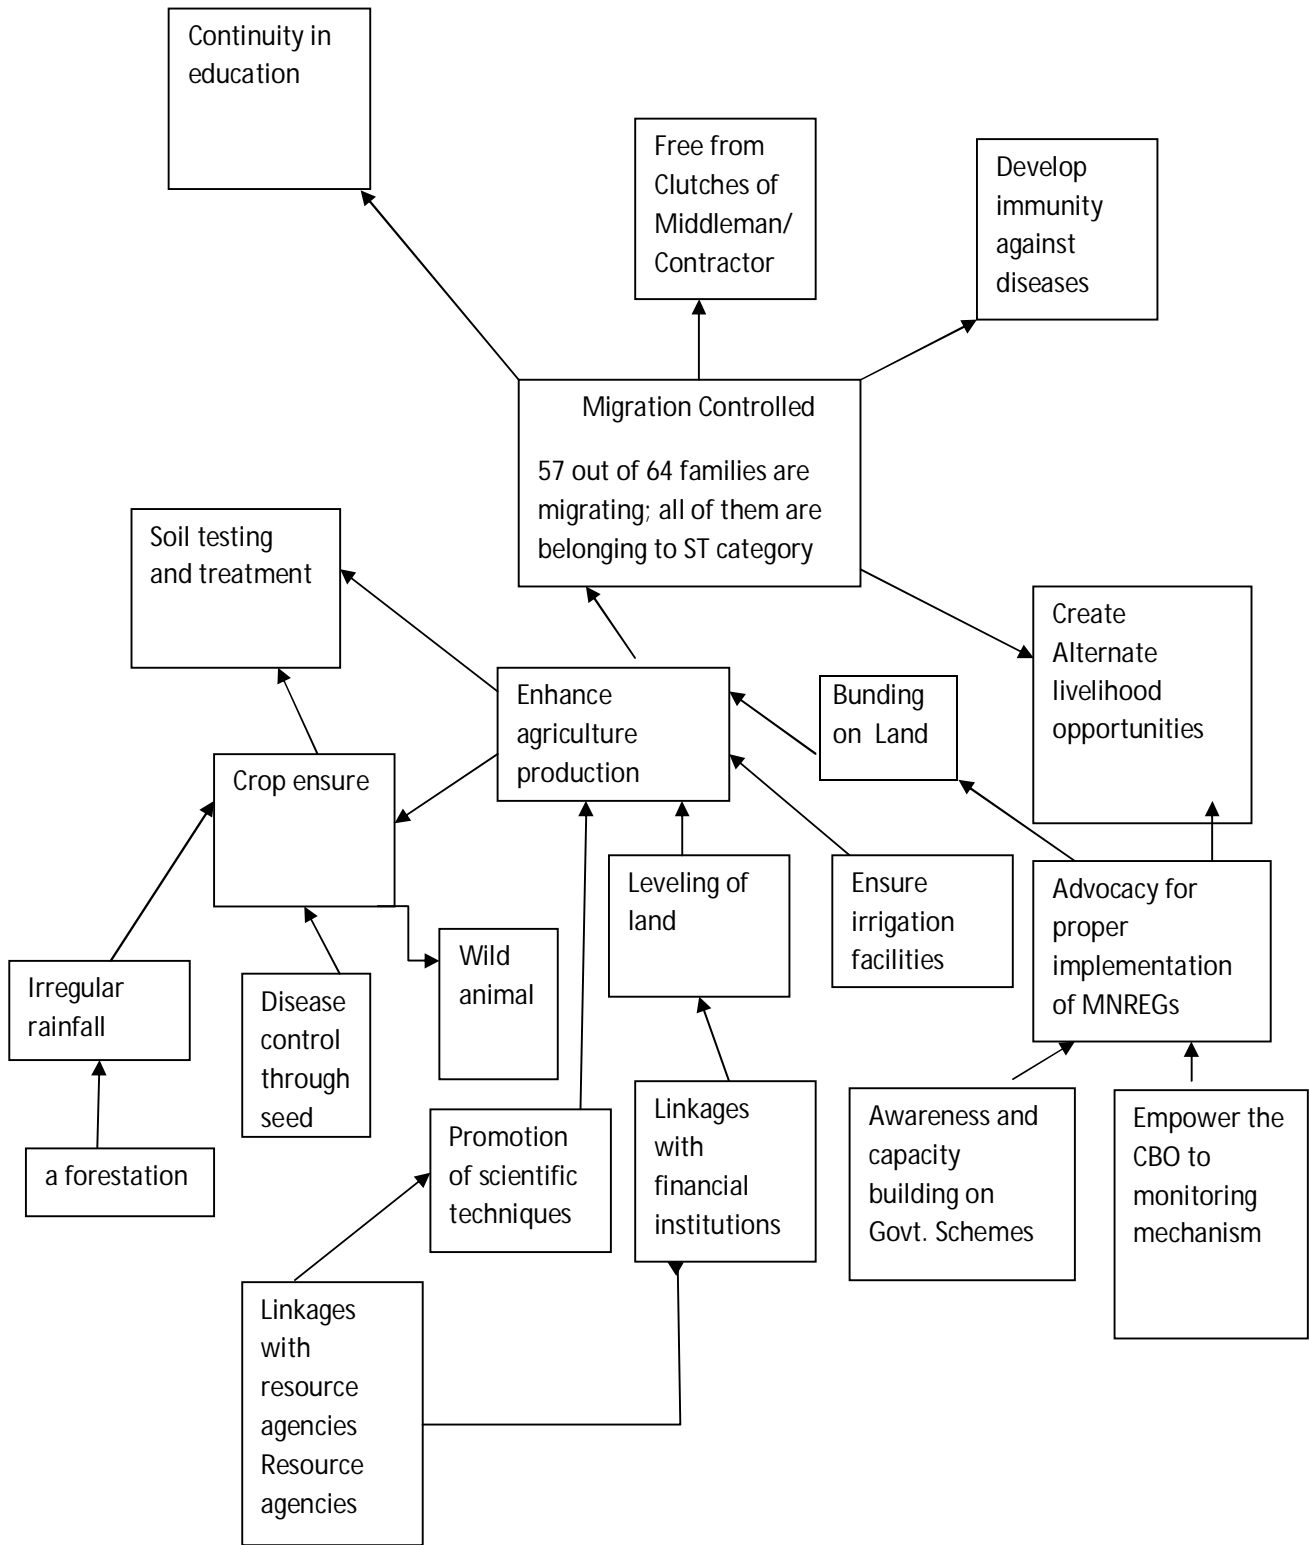 Continuity in
education
Free from
Clutches of
Middleman/
Contractor
Develop
immunity
against
diseases
Migration Controlled
57 out of 64 families are
migrating; all of them are
belonging to ST category
Soil testing
and treatment
Create
Alternate
livelihood
opportunities
Enhance
agriculture
production
Bunding
on Land
Crop ensure
Leveling of
land
Ensure
irrigation
facilities
Advocacy for
proper
implementation
of MNREGs
Wild
animal
Irregular
rainfall
Disease
control
through
seed
Linkages
with
financial
institutions
Awareness and
capacity
building on
Govt. Schemes
Empower the
CBO to
monitoring
mechanism
Promotion
of scientific
techniques
a forestation
Linkages
with
resource
agencies
Resource
agencies